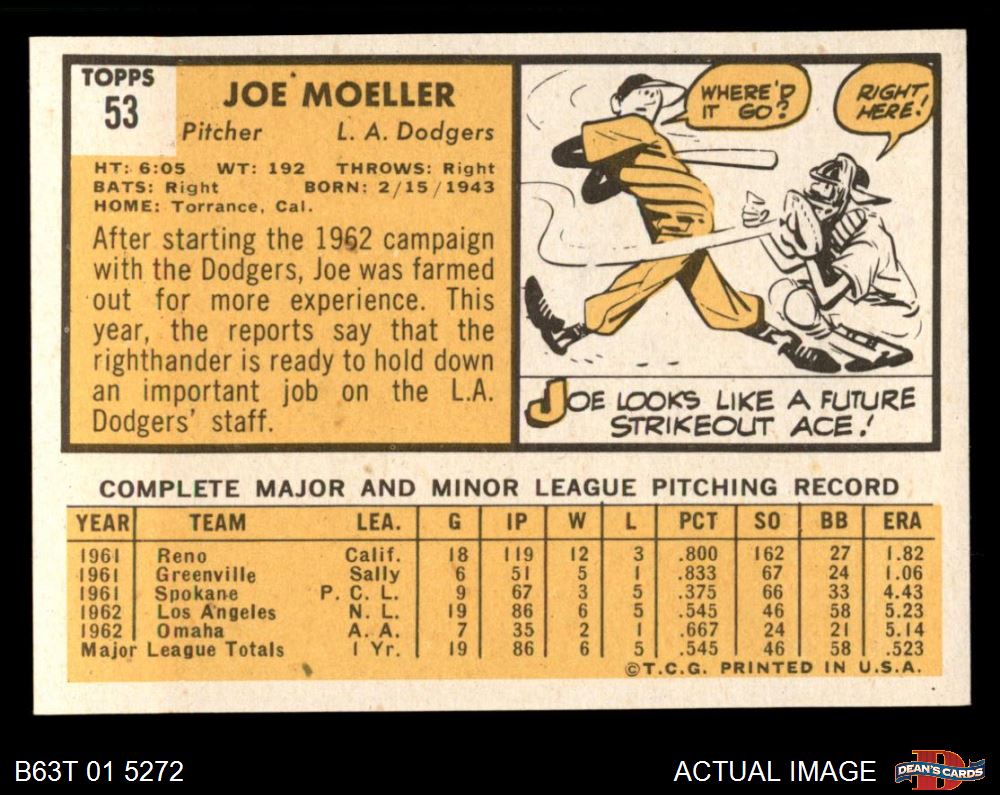 TOPPS
53
JOE MOELLER
Pitcher L. A. Dodgers
HT: 6:05 WT: 192 THROWS: Right
BATS: Right BORN: 2/15/1943
HOME: Torrance, Cal.
After starting the 1962 campaign
with the Dodgers, Joe was farmed
out for more experience. This
year, the reports say that the
righthander is ready to hold down
an important job on the L.A.
Dodgers' staff.
WHERE'D
IT GO?
RIGHT
HERE!
JOE LOOKS LIKE A FUTURE
STRIKEOUT ACE!
COMPLETE MAJOR AND MINOR LEAGUE PITCHING RECORD
YEAR TEAM LEA. G IP W L PCT SO BB ERA
1961 Reno Calif. 18 119 12 3 .800 162 27 1.82
1961 Greenville Sally 6 51 5 1 .833 67 24 1.06
1961 Spokane P. C. L. 9 67 3 5 .375 66 33 4.43
1962 Los Angeles N. L. 19 86 6 5 .545 46 58 5.23
1962 Omaha A. A. 7 35 2 1 .667 24 21 5.14
Major League Totals 1 Yr. 19 86 6 5 .545 46 58 .523
©T.C.G. PRINTED IN U.S.A.
B63T 01 5272
ACTUAL IMAGE
D
DEAN'S CARDS